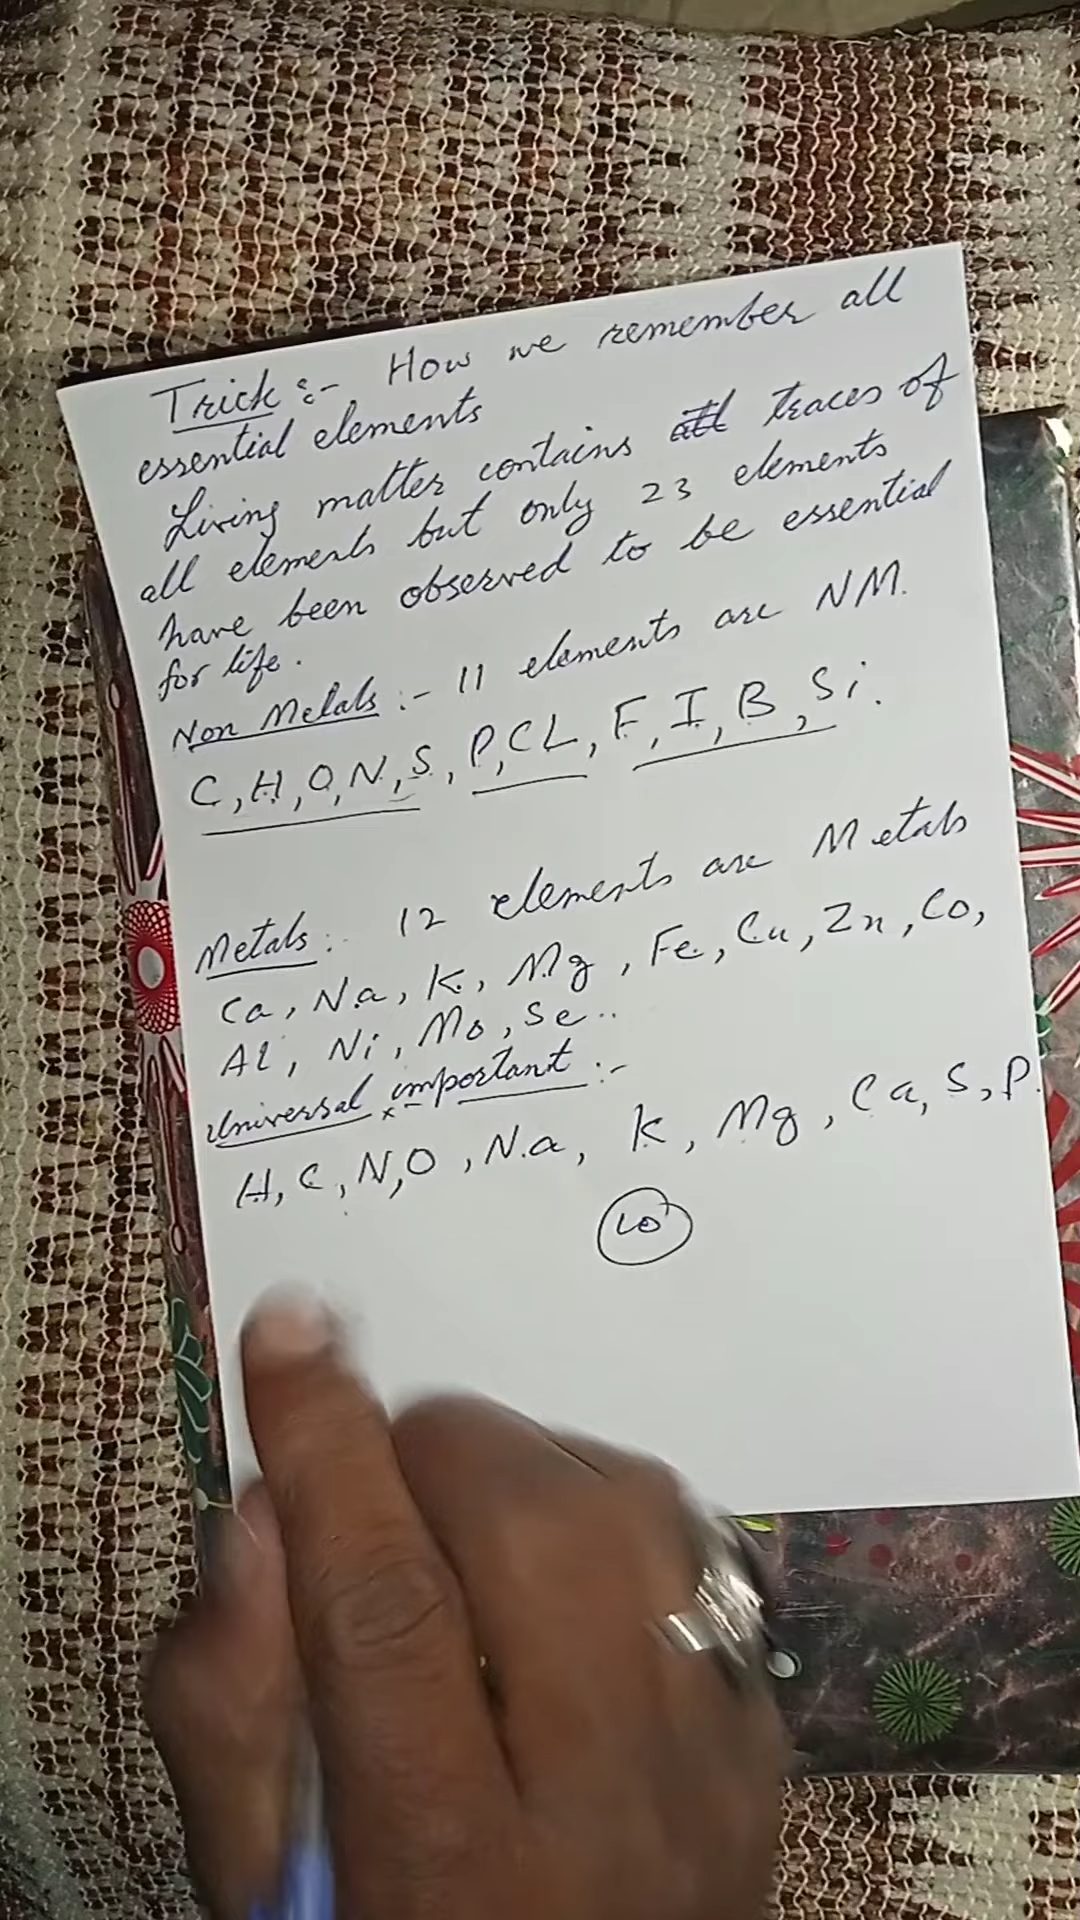 Trick :- How we remember all
essential elements
Living matter contains all traces of
all elements but only 23 elements
have been observed to be essential
for life.
Non Metals :- 11 elements are NM.
C, H, O, N, S, P, CL, F, I, B, Si.
Metals :- 12 elements are Metals
Ca, Na, K, Mg, Fe, Cu, Zn, Co,
Al, Ni, Mo, Se..
Universal important :-
H, C, N, O, Na, K, Mg, Ca, S, P.
10